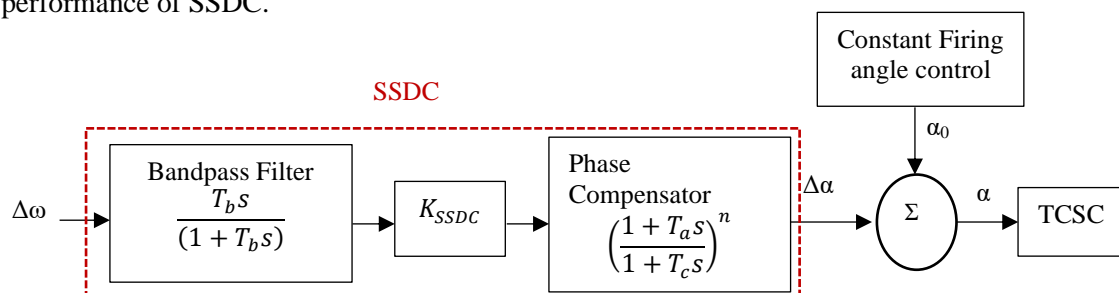 performance of SSDC.
Constant Firing
angle control
SSDC
α₀
Bandpass Filter
T_b s
(1 + T_b s)
K_SSDC
Phase
Compensator
(1 + T_a s / 1 + T_c s)^n
Δω
Δα
Σ
α
TCSC